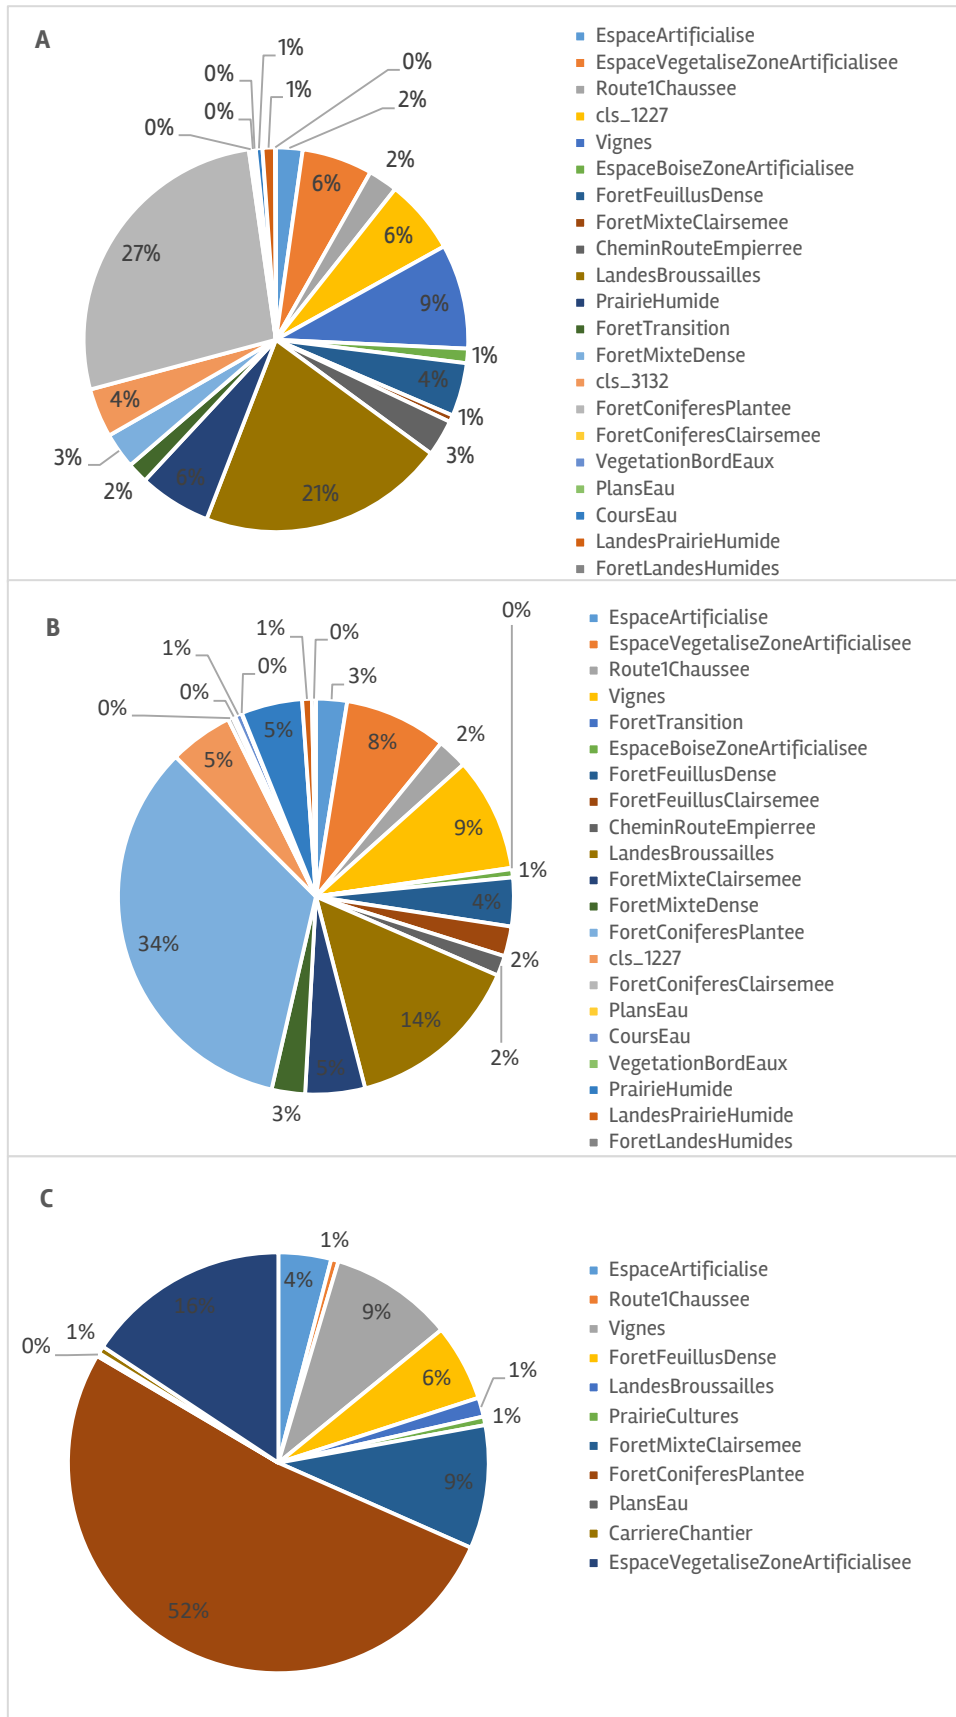 A
1%
0%
0%
1%
2%
0%
0%
6%
2%
6%
27%
9%
1%
4%
4%
1%
3%
3%
6%
2%
21%
EspaceArtificialise
EspaceVegetaliseZoneArtificialisee
Route1Chaussee
cls_1227
Vignes
EspaceBoiseZoneArtificialisee
ForetFeuillusDense
ForetMixteClairsemee
CheminRouteEmpierree
LandesBroussailles
PrairieHumide
ForetTransition
ForetMixteDense
cls_3132
ForetConiferesPlantee
ForetConiferesClairsemee
VegetationBordEaux
PlansEau
CoursEau
LandesPrairieHumide
ForetLandesHumides
B
0%
1%
0%
1%
0%
3%
0%
0%
5%
8%
2%
5%
9%
1%
4%
34%
2%
14%
2%
5%
3%
EspaceArtificialise
EspaceVegetaliseZoneArtificialisee
Route1Chaussee
Vignes
ForetTransition
EspaceBoiseZoneArtificialisee
ForetFeuillusDense
ForetFeuillusClairsemee
CheminRouteEmpierree
LandesBroussailles
ForetMixteClairsemee
ForetMixteDense
ForetConiferesPlantee
cls_1227
ForetConiferesClairsemee
PlansEau
CoursEau
VegetationBordEaux
PrairieHumide
LandesPrairieHumide
ForetLandesHumides
C
1%
4%
16%
9%
1%
0%
6%
1%
1%
9%
52%
EspaceArtificialise
Route1Chaussee
Vignes
ForetFeuillusDense
LandesBroussailles
PrairieCultures
ForetMixteClairsemee
ForetConiferesPlantee
PlansEau
CarriereChantier
EspaceVegetaliseZoneArtificialisee